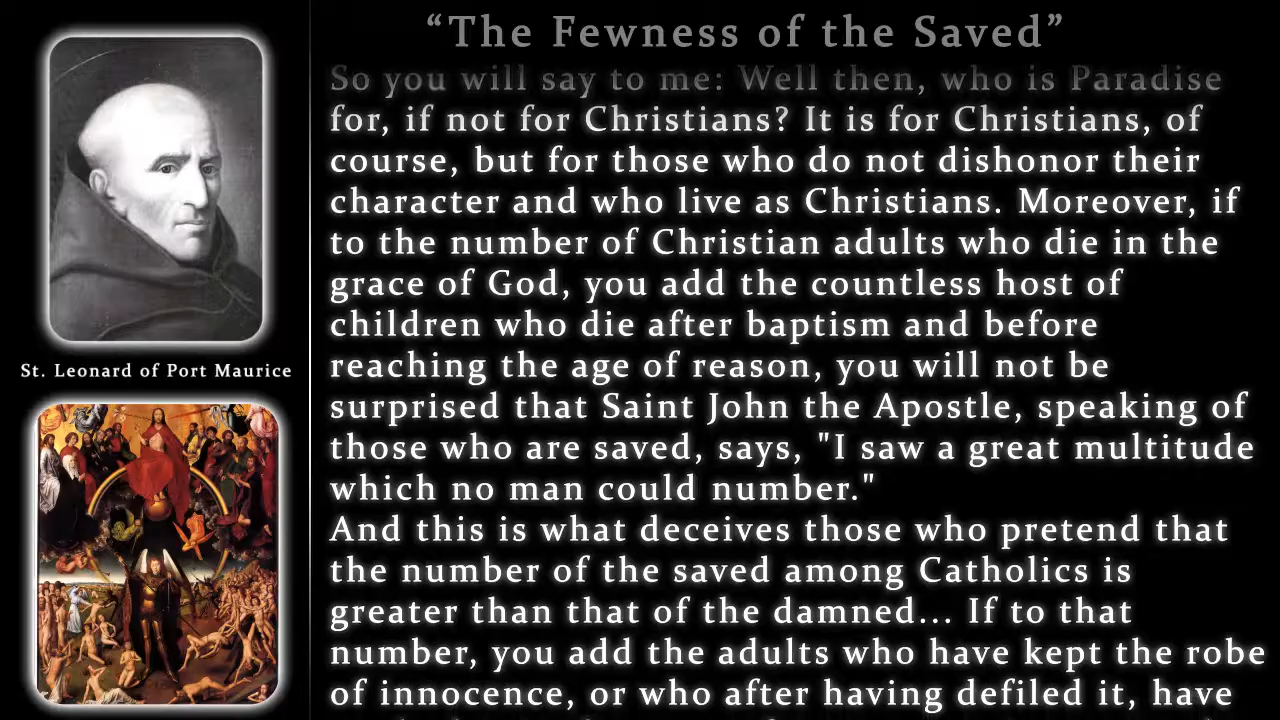 “The Fewness of the Saved”
So you will say to me: Well then, who is Paradise
for, if not for Christians? It is for Christians, of
course, but for those who do not dishonor their
character and who live as Christians. Moreover, if
to the number of Christian adults who die in the
grace of God, you add the countless host of
children who die after baptism and before
reaching the age of reason, you will not be
surprised that Saint John the Apostle, speaking of
those who are saved, says, "I saw a great multitude
which no man could number."
And this is what deceives those who pretend that
the number of the saved among Catholics is
greater than that of the damned... If to that
number, you add the adults who have kept the robe
of innocence, or who after having defiled it, have
St. Leonard of Port Maurice